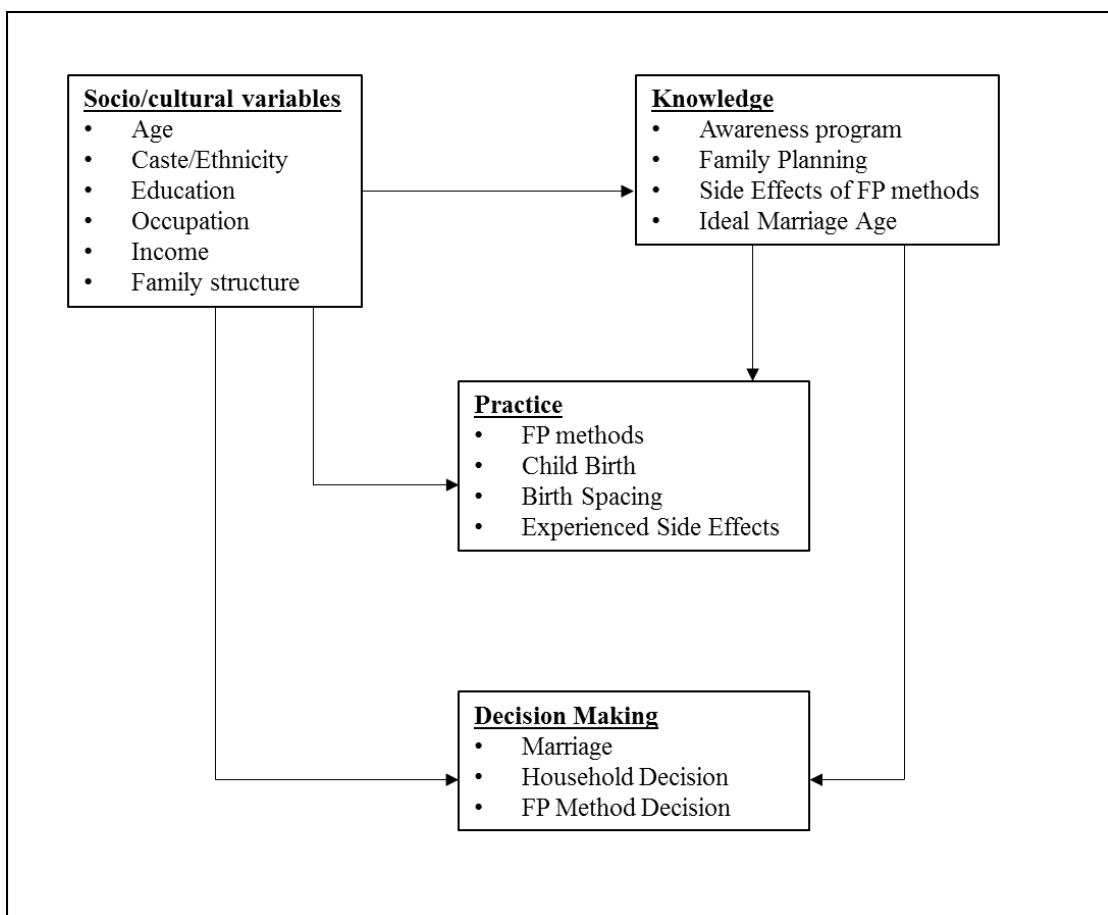 Socio/cultural variables
• Age
• Caste/Ethnicity
• Education
• Occupation
• Income
• Family structure
Knowledge
• Awareness program
• Family Planning
• Side Effects of FP methods
• Ideal Marriage Age
Practice
• FP methods
• Child Birth
• Birth Spacing
• Experienced Side Effects
Decision Making
• Marriage
• Household Decision
• FP Method Decision